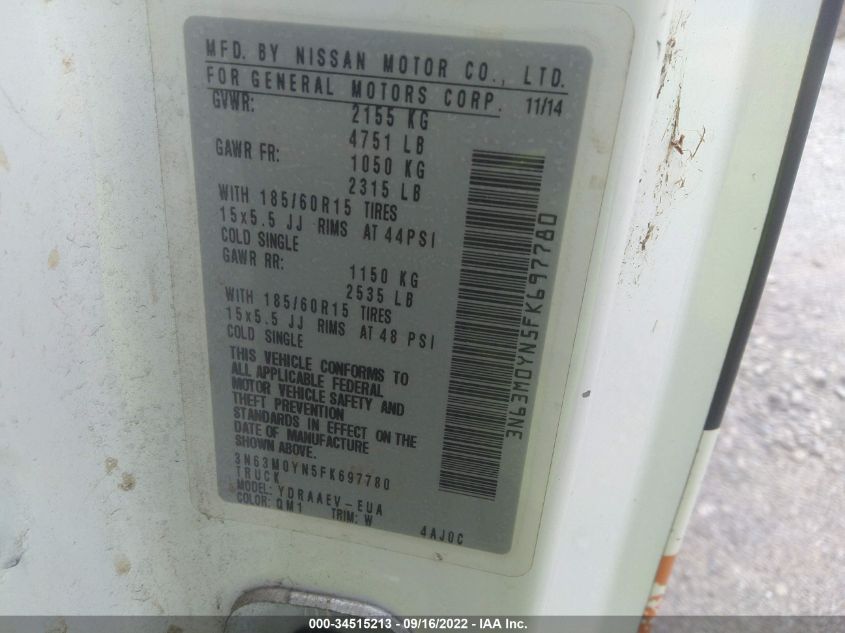 MFD. BY NISSAN MOTOR CO., LTD.
FOR GENERAL MOTORS CORP. 11/14
GVWR: 2155 KG
4751 LB
GAWR FR: 1050 KG
2315 LB
WITH 185/60R15 TIRES
15x5.5 JJ RIMS AT 44PSI
COLD SINGLE
GAWR RR: 1150 KG
2535 LB
WITH 185/60R15 TIRES
15x5.5 JJ RIMS AT 48 PSI
COLD SINGLE
THIS VEHICLE CONFORMS TO
ALL APPLICABLE FEDERAL
MOTOR VEHICLE SAFETY AND
THEFT PREVENTION
STANDARDS IN EFFECT ON THE
DATE OF MANUFACTURE
SHOWN ABOVE.
3N63M0YN5FK697780
TRUCK
MODEL: YDRAAEV-EUA
COLOR: QM1 TRIM: W
4AJ0C
3N63M0YN5FK697780
000-34515213 - 09/16/2022 - IAA Inc.